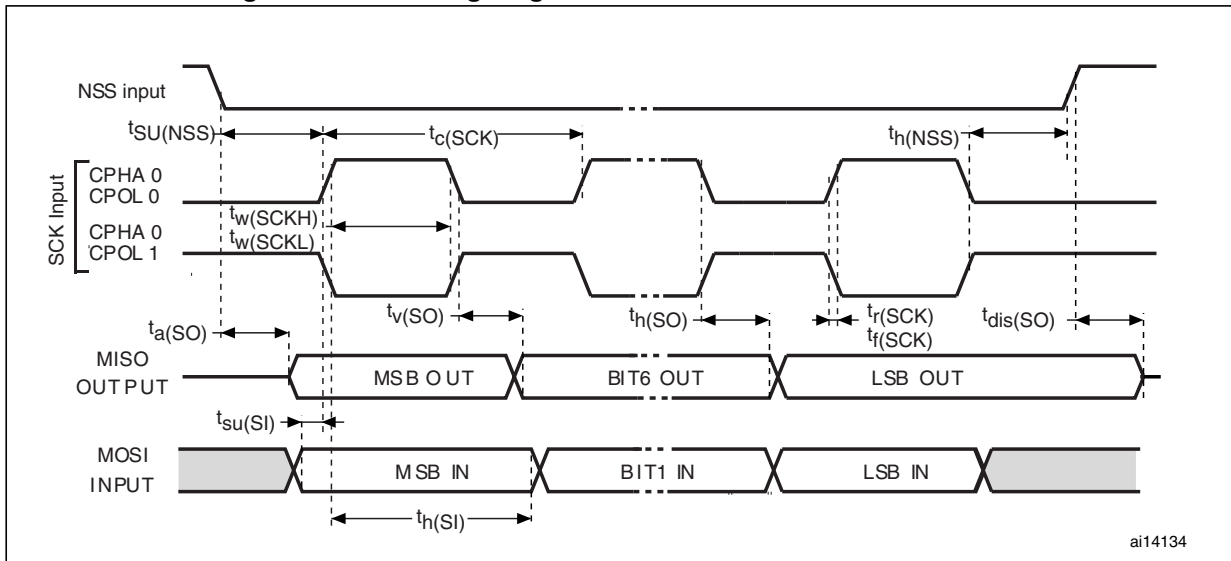 NSS input
tSU(NSS)
tc(SCK)
th(NSS)
SCK Input
CPHA 0
CPOL 0
tw(SCKH)
tw(SCKL)
CPHA 0
CPOL 1
ta(SO)
tv(SO)
th(SO)
tr(SCK)
tf(SCK)
tdis(SO)
MISO
OUTPUT
MSB OUT
BIT6 OUT
LSB OUT
tsu(SI)
MOSI
INPUT
MSB IN
BIT1 IN
LSB IN
th(SI)
ai14134